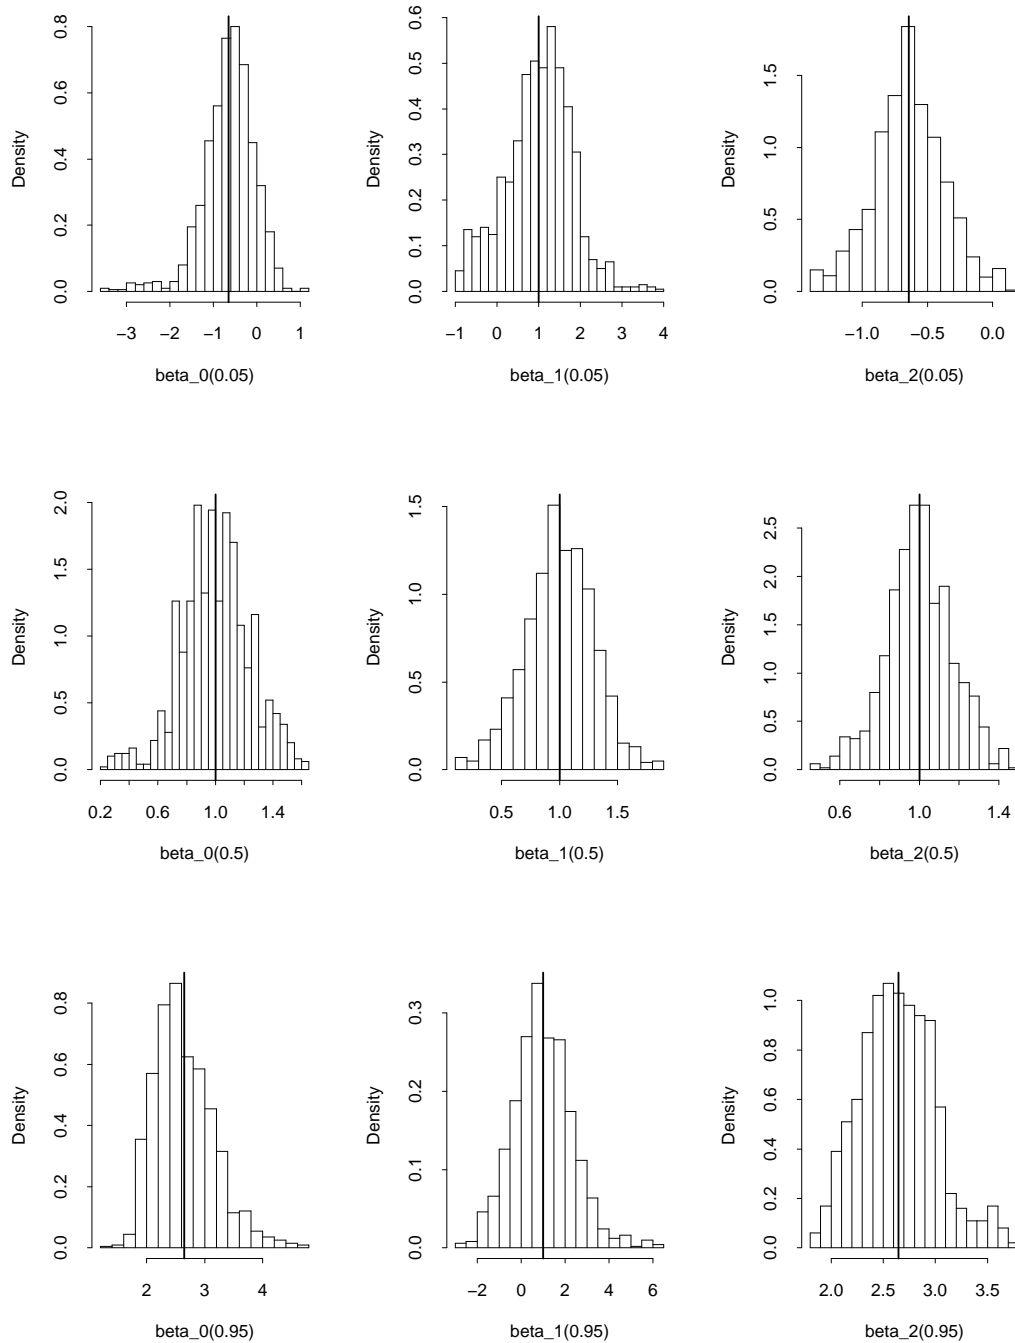 Density
0.0 0.2 0.4 0.6 0.8
−3 −2 −1 0 1
beta_0(0.05)
Density
0.0 0.1 0.2 0.3 0.4 0.5 0.6
−1 0 1 2 3 4
beta_1(0.05)
Density
0.0 0.5 1.0 1.5
−1.0 −0.5 0.0
beta_2(0.05)
Density
0.0 0.5 1.0 1.5 2.0
0.2 0.6 1.0 1.4
beta_0(0.5)
Density
0.0 0.5 1.0 1.5
0.5 1.0 1.5
beta_1(0.5)
Density
0.0 0.5 1.0 1.5 2.0 2.5
0.6 1.0 1.4
beta_2(0.5)
Density
0.0 0.2 0.4 0.6 0.8
2 3 4
beta_0(0.95)
Density
0.0 0.1 0.2 0.3
−2 0 2 4 6
beta_1(0.95)
Density
0.0 0.2 0.4 0.6 0.8 1.0
2.0 2.5 3.0 3.5
beta_2(0.95)